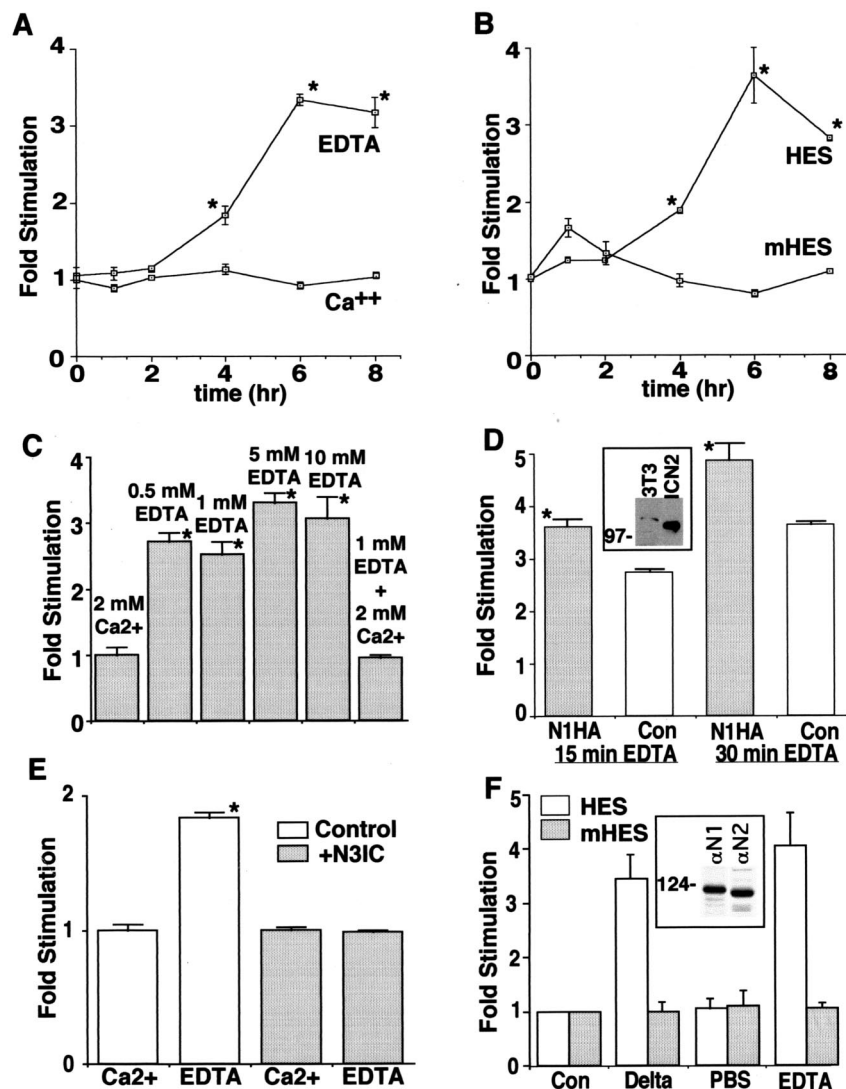 A
4
3
2
1
0
Fold Stimulation
*
*
*
EDTA
Ca++
0
2
4
6
8
time (hr)
B
4
3
2
1
0
Fold Stimulation
*
*
*
HES
mHES
0
2
4
6
8
time (hr)
C
5
4
3
2
1
0
Fold Stimulation
2 mM
Ca2+
0.5 mM
EDTA
*
1 mM
EDTA
*
5 mM
EDTA
*
10 mM
EDTA
*
1 mM
EDTA
+
2 mM
Ca2+
D
5
4
3
2
1
0
Fold Stimulation
*
*
3T3
ICN2
97-
N1HA
Con
N1HA
Con
15 min EDTA
30 min EDTA
E
2
1
0
Fold Stimulation
*
Control
+N3IC
Ca2+
EDTA
Ca2+
EDTA
F
5
4
3
2
1
0
Fold Stimulation
HES
mHES
αN1
αN2
124-
Con
Delta
PBS
EDTA